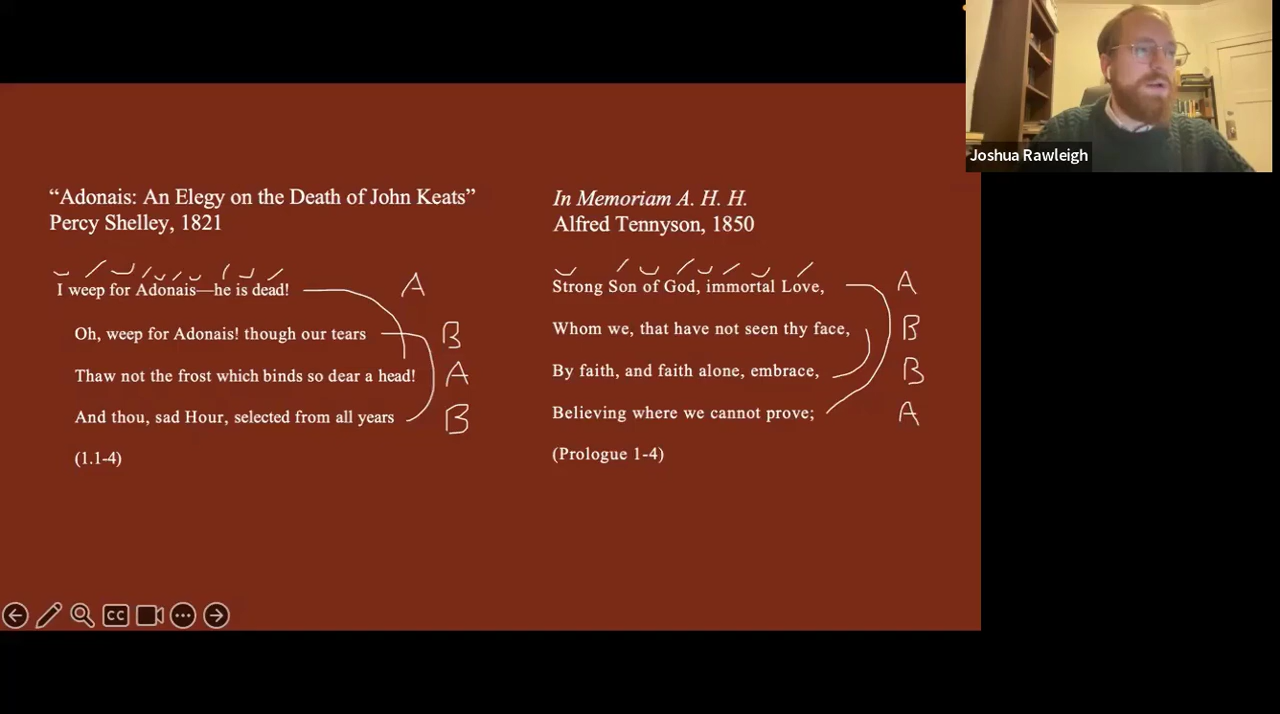 Joshua Rawleigh
“Adonais: An Elegy on the Death of John Keats”
Percy Shelley, 1821
I weep for Adonais—he is dead! A
Oh, weep for Adonais! though our tears B
Thaw not the frost which binds so dear a head! A
And thou, sad Hour, selected from all years B
(1.1-4)
In Memoriam A. H. H.
Alfred Tennyson, 1850
Strong Son of God, immortal Love, A
Whom we, that have not seen thy face, B
By faith, and faith alone, embrace, B
Believing where we cannot prove; A
(Prologue 1-4)
CC